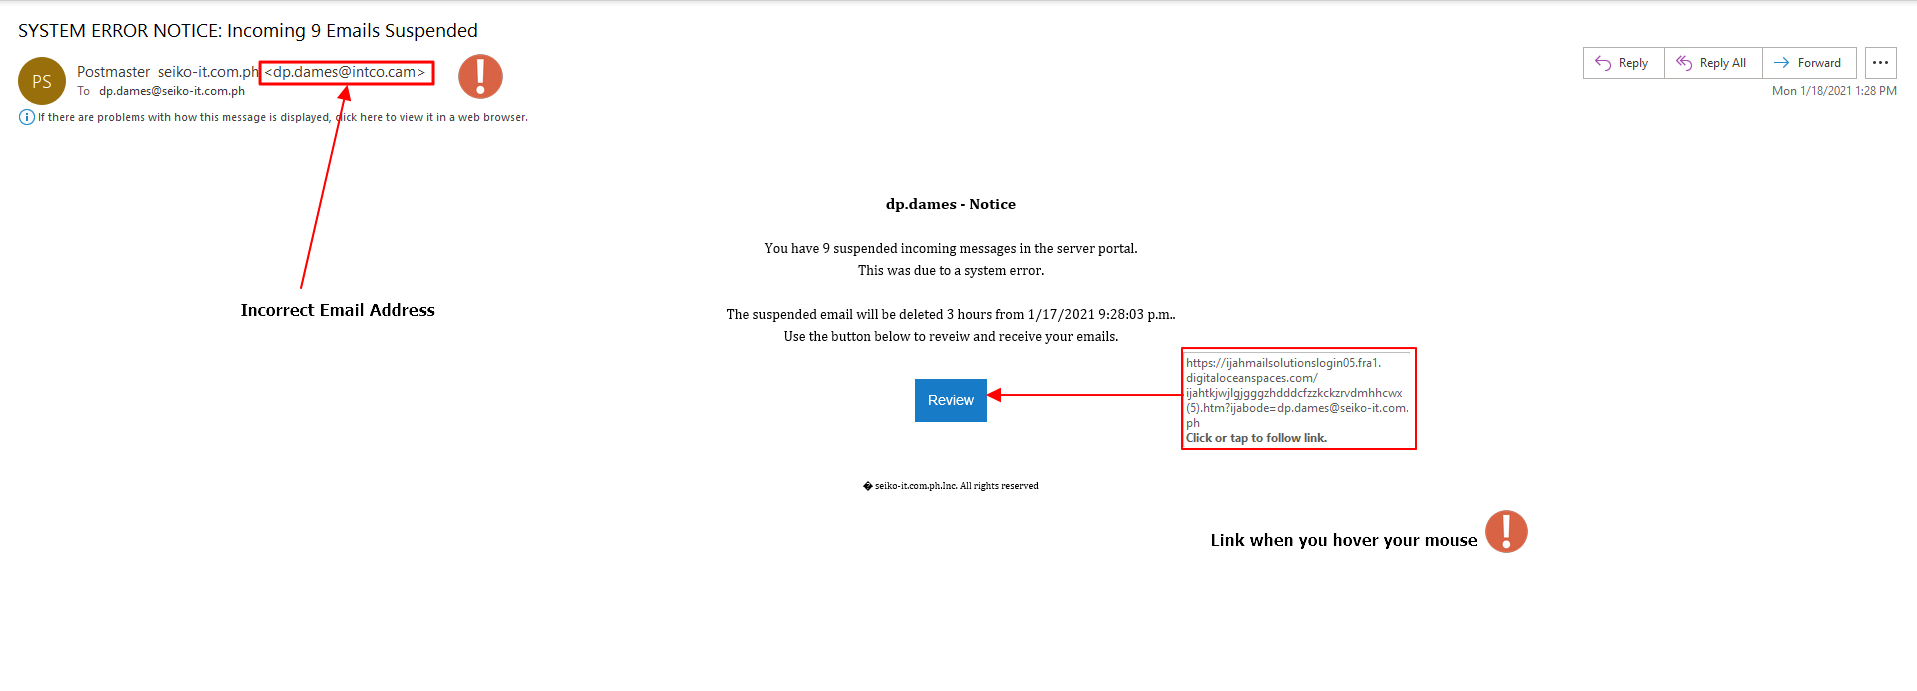 SYSTEM ERROR NOTICE: Incoming 9 Emails Suspended
PS
Postmaster seiko-it.com.ph <dp.dames@intco.cam>
To dp.dames@seiko-it.com.ph
If there are problems with how this message is displayed, click here to view it in a web browser.
Reply
Reply All
Forward
Mon 1/18/2021 1:28 PM
dp.dames - Notice
You have 9 suspended incoming messages in the server portal.
This was due to a system error.
Incorrect Email Address
The suspended email will be deleted 3 hours from 1/17/2021 9:28:03 p.m..
Use the button below to reveiw and receive your emails.
Review
https://ijahmailsolutionslogin05.fra1.
digitaloceanspaces.com/
ijahtkjwjlgjgggzhdddcfzzkckzrvdmhhcwx
(5).htm?ijabode=dp.dames@seiko-it.com.
ph
Click or tap to follow link.
� seiko-it.com.ph.Inc. All rights reserved
Link when you hover your mouse